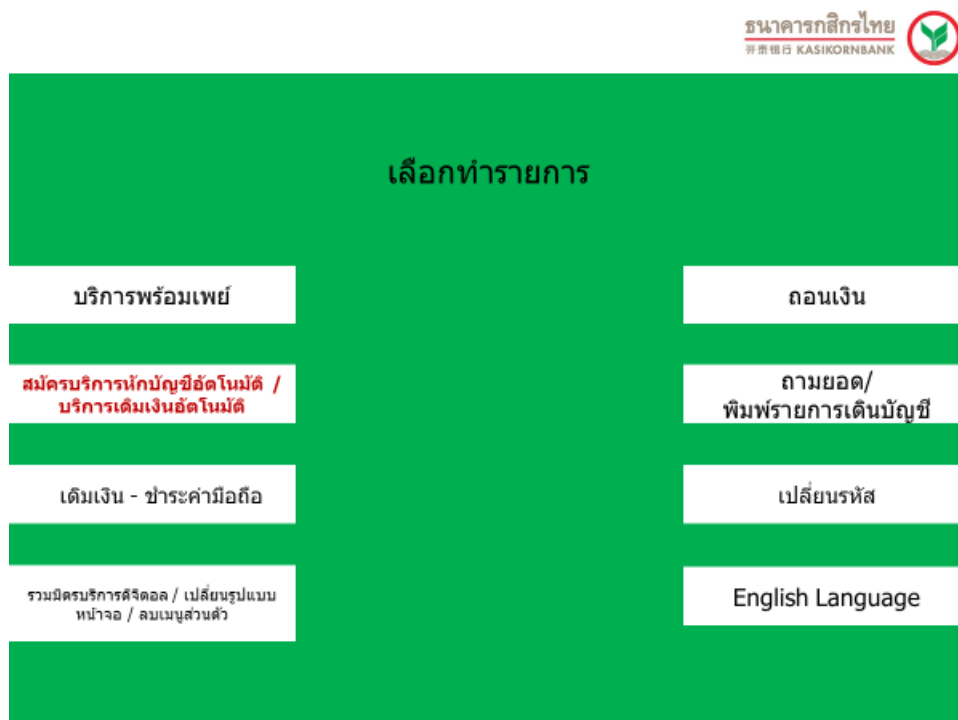 ธนาคารกสิกรไทย
开泰银行 KASIKORNBANK
เลือกทำรายการ
บริการพร้อมเพย์
ถอนเงิน
สมัครบริการหักบัญชีอัตโนมัติ /
บริการเติมเงินอัตโนมัติ
ถามยอด/
พิมพ์รายการเดินบัญชี
เติมเงิน - ชำระค่ามือถือ
เปลี่ยนรหัส
รวมมิตรบริการดิจิตอล / เปลี่ยนรูปแบบ
หน้าจอ / ลบเมนูส่วนตัว
English Language